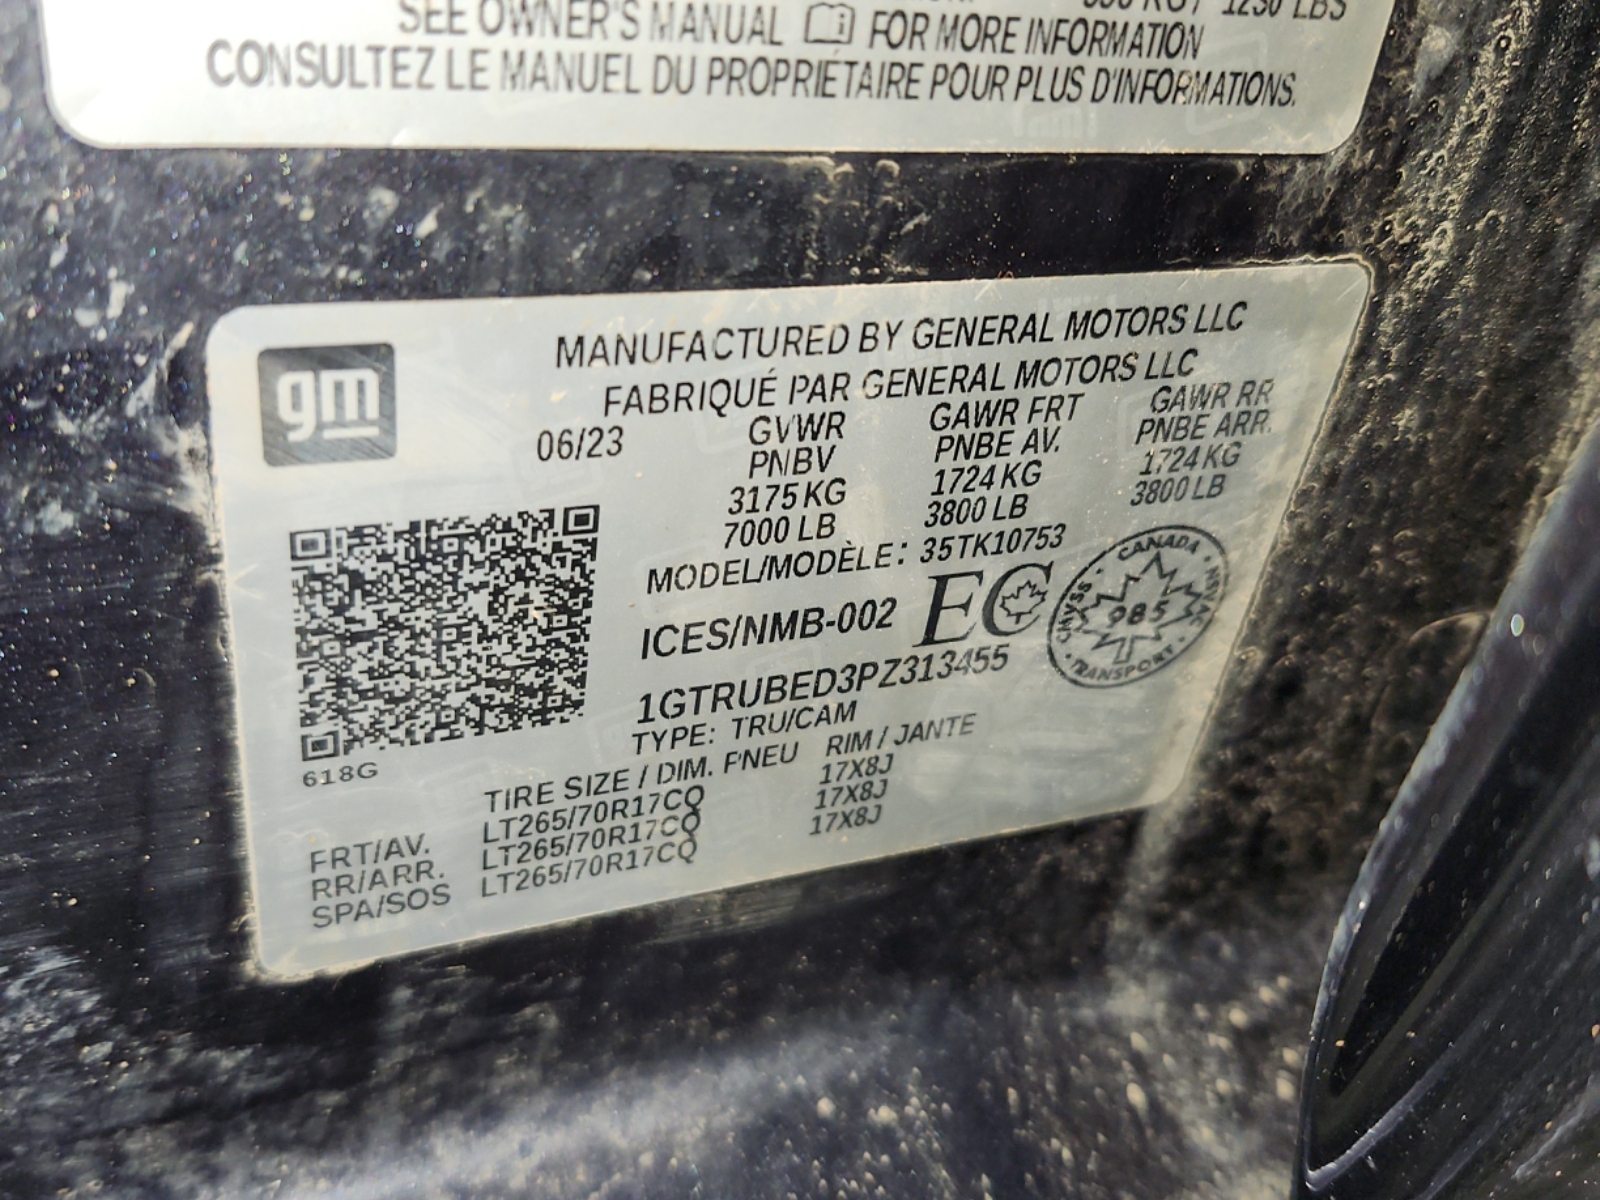 1230 LBS
SEE OWNER'S MANUAL FOR MORE INFORMATION
CONSULTEZ LE MANUEL DU PROPRIÉTAIRE POUR PLUS D'INFORMATIONS.
gm
MANUFACTURED BY GENERAL MOTORS LLC
FABRIQUÉ PAR GENERAL MOTORS LLC
06/23 GVWR GAWR FRT GAWR RR
PNBV PNBE AV. PNBE ARR.
3175 KG 1724 KG 1724 KG
7000 LB 3800 LB 3800 LB
MODEL/MODÈLE: 35TK10753
ICES/NMB-002 EC
CANADA
CMVSS NSVAC
985
TRANSPORT
1GTRUBED3PZ313455
TYPE: TRU/CAM
618G
TIRE SIZE / DIM. PNEU RIM / JANTE
FRT/AV. LT265/70R17CQ 17X8J
RR/ARR. LT265/70R17CQ 17X8J
SPA/SOS LT265/70R17CQ 17X8J